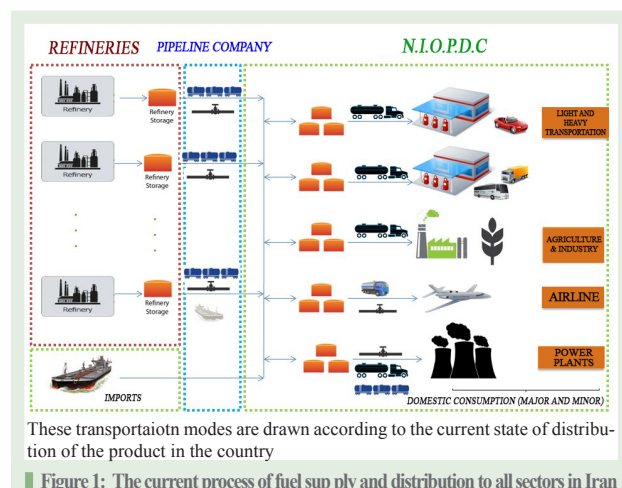 REFINERIES PIPELINE COMPANY N.I.O.P.D.C
Refinery
Refinery
Storage
LIGHT AND
HEAVY
TRANSPORTATION
Refinery
Refinery
Storage
AGRICULTURE
& INDUSTRY
Refinery
Refinery
Storage
AIRLINE
POWER
PLANTS
IMPORTS
DOMESTIC CONSUMPTION (MAJOR AND MINOR)
These transportaiotn modes are drawn according to the current state of distribu-
tion of the product in the country
Figure 1: The current process of fuel sup ply and distribution to all sectors in Iran